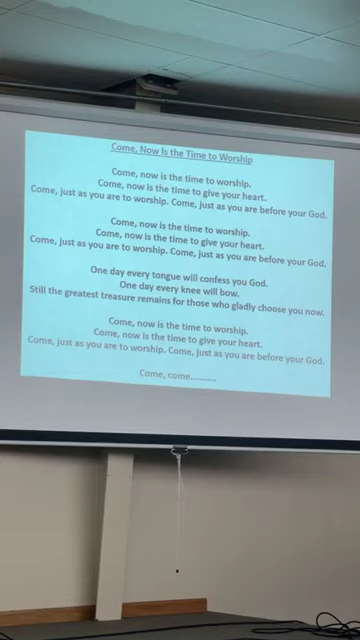 Come, Now Is the Time to Worship
Come, now is the time to worship.
Come, now is the time to give your heart.
Come, just as you are to worship. Come, just as you are before your God.
Come, now is the time to worship.
Come, now is the time to give your heart.
Come, just as you are to worship. Come, just as you are before your God.
One day every tongue will confess you God.
One day every knee will bow.
Still the greatest treasure remains for those who gladly choose you now.
Come, now is the time to worship.
Come, now is the time to give your heart.
Come, just as you are to worship. Come, just as you are before your God.
Come, come..........